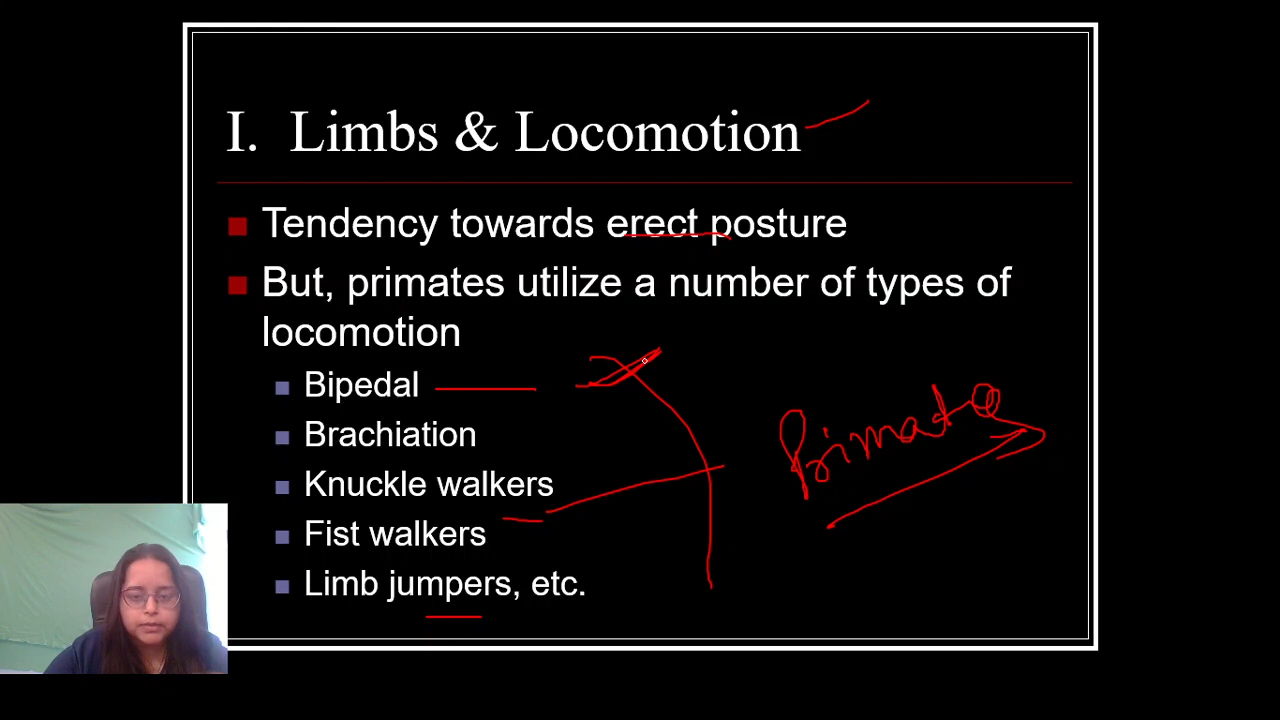 I. Limbs & Locomotion
Tendency towards erect posture
But, primates utilize a number of types of
locomotion
Bipedal
Brachiation
Knuckle walkers
Fist walkers
Limb jumpers, etc.
Primate